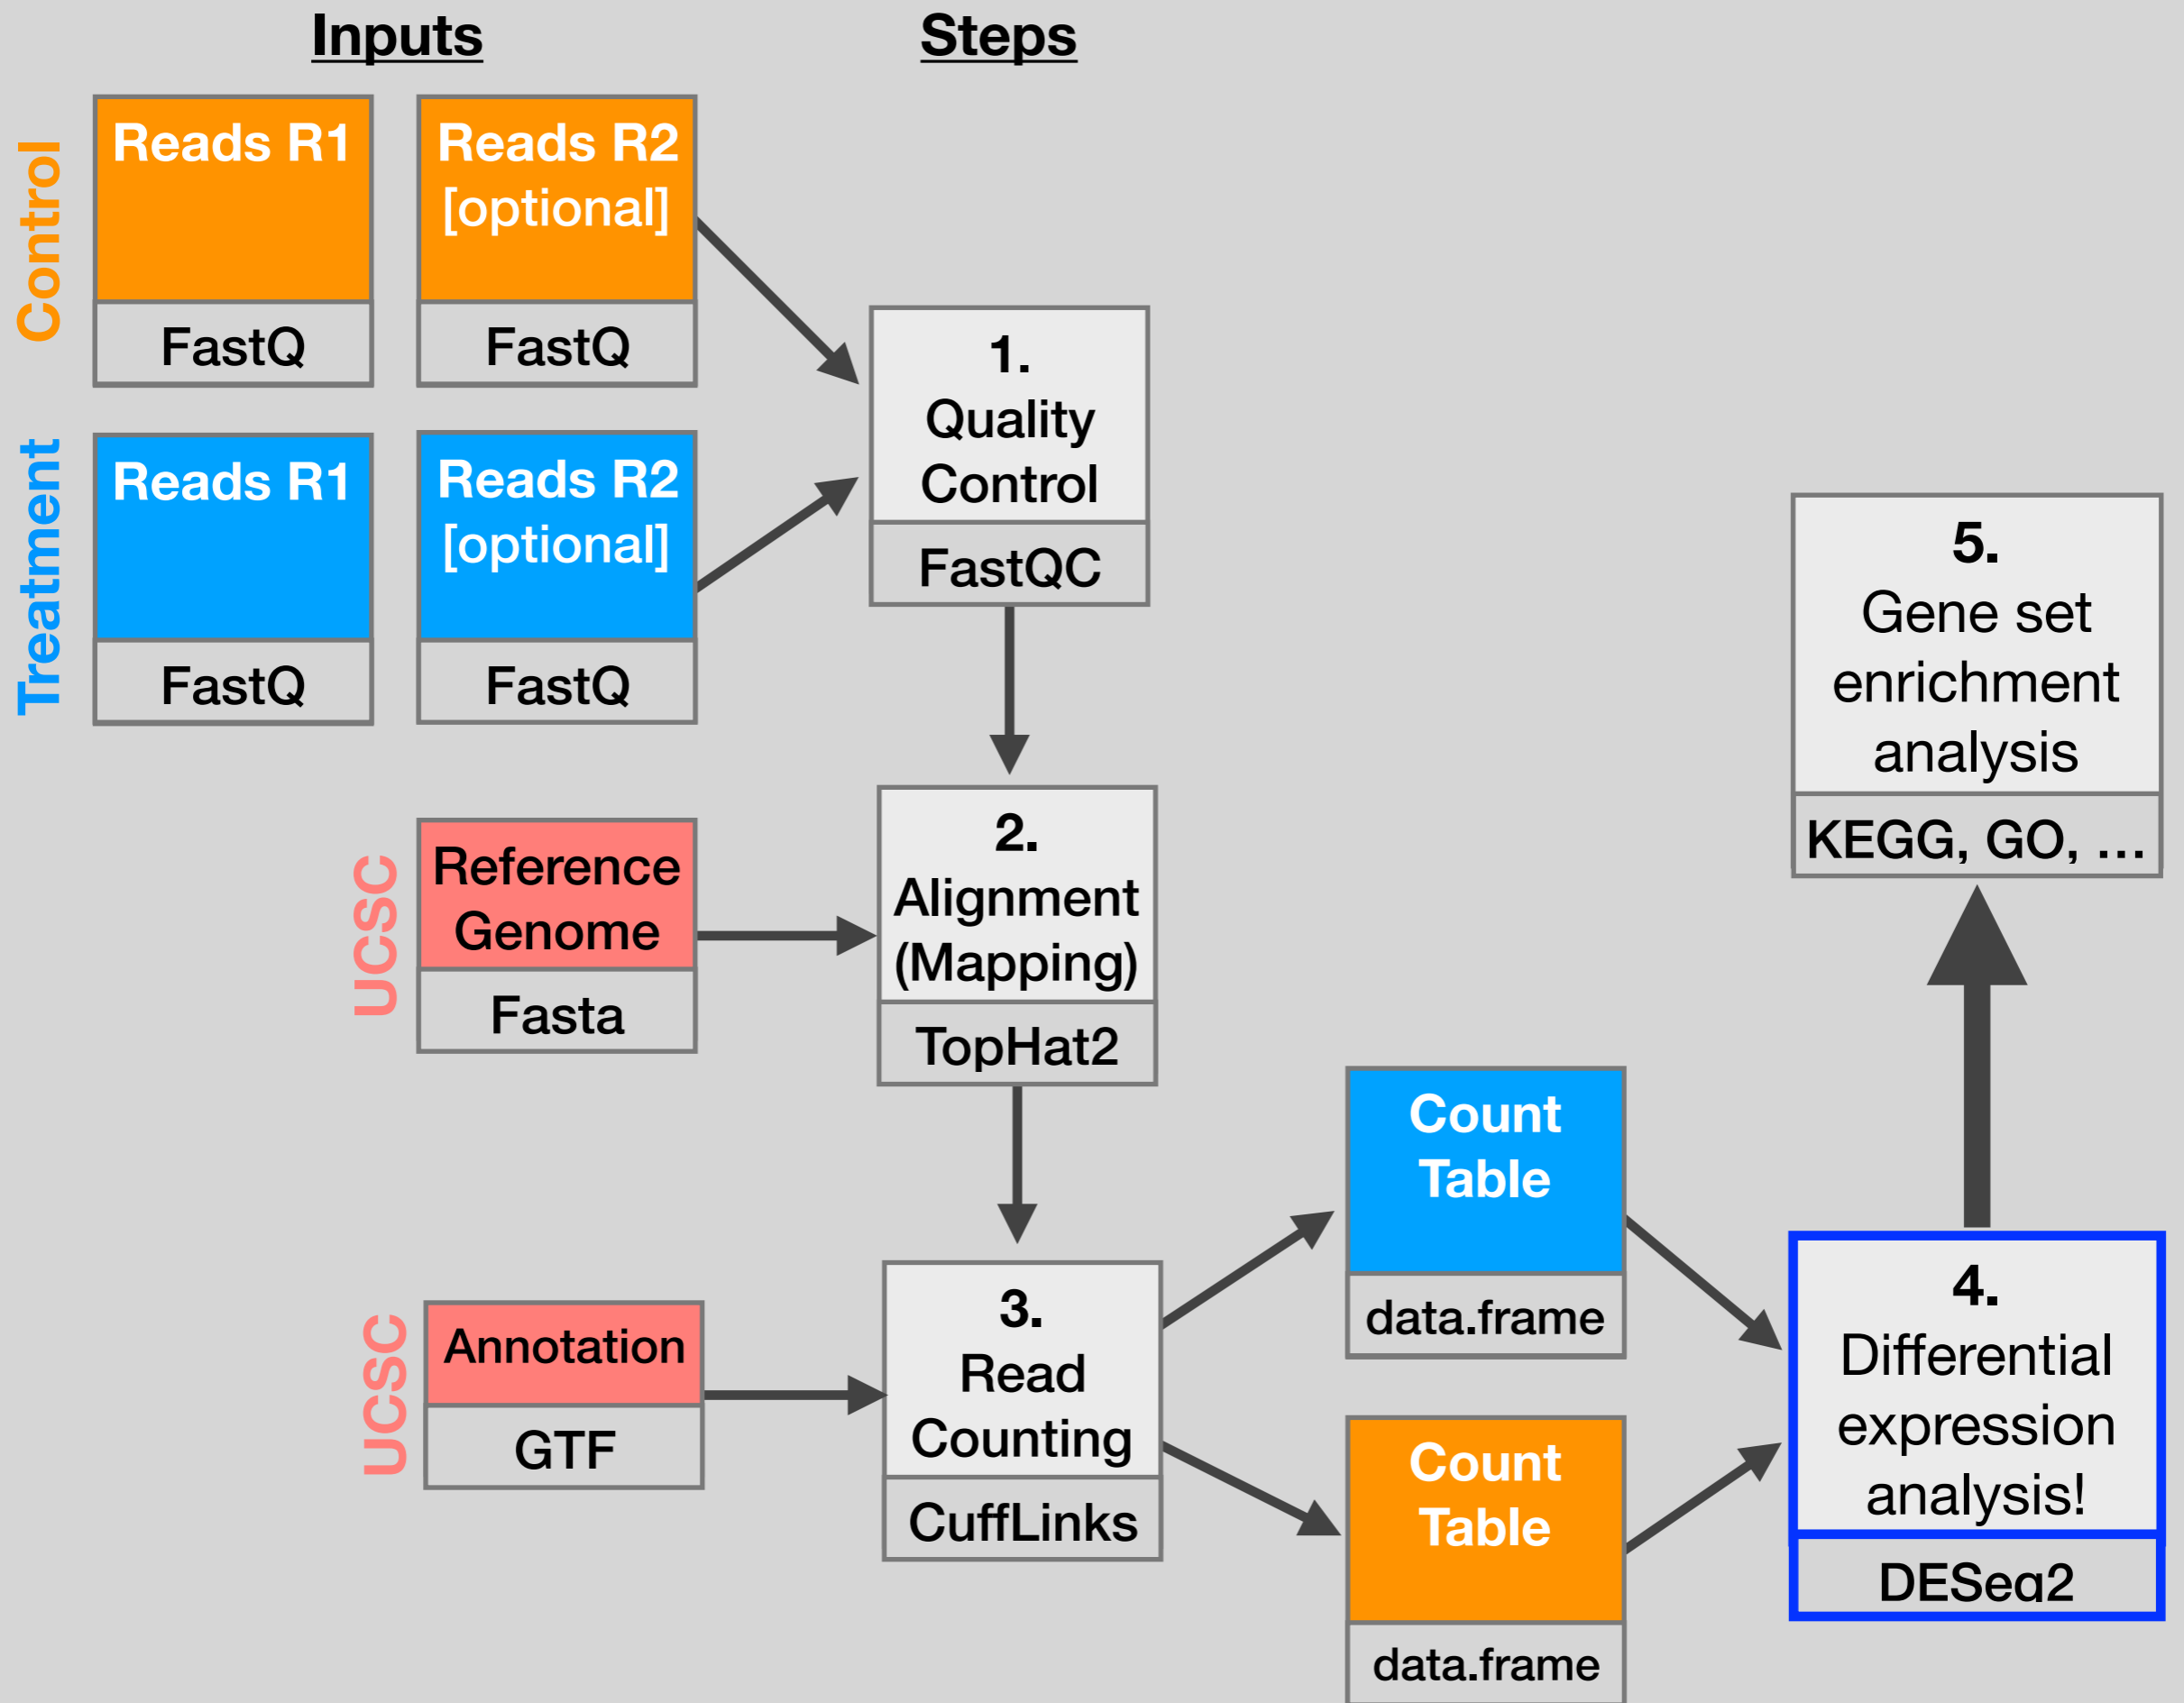 Inputs
Steps
Control
Reads R1
FastQ
Reads R2
[optional]
FastQ
Treatment
Reads R1
FastQ
Reads R2
[optional]
FastQ
1.
Quality
Control
FastQC
UCSC
Reference
Genome
Fasta
2.
Alignment
(Mapping)
TopHat2
UCSC
Annotation
GTF
3.
Read
Counting
CuffLinks
Count
Table
data.frame
Count
Table
data.frame
4.
Differential
expression
analysis!
DESeq2
5.
Gene set
enrichment
analysis
KEGG, GO, ...